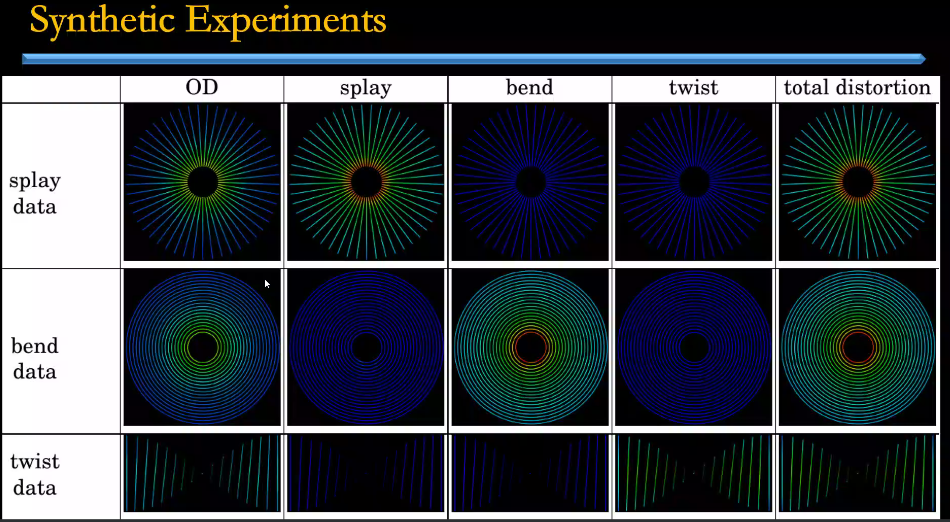 Synthetic Experiments
OD splay bend twist total distortion
splay
data
bend
data
twist
data